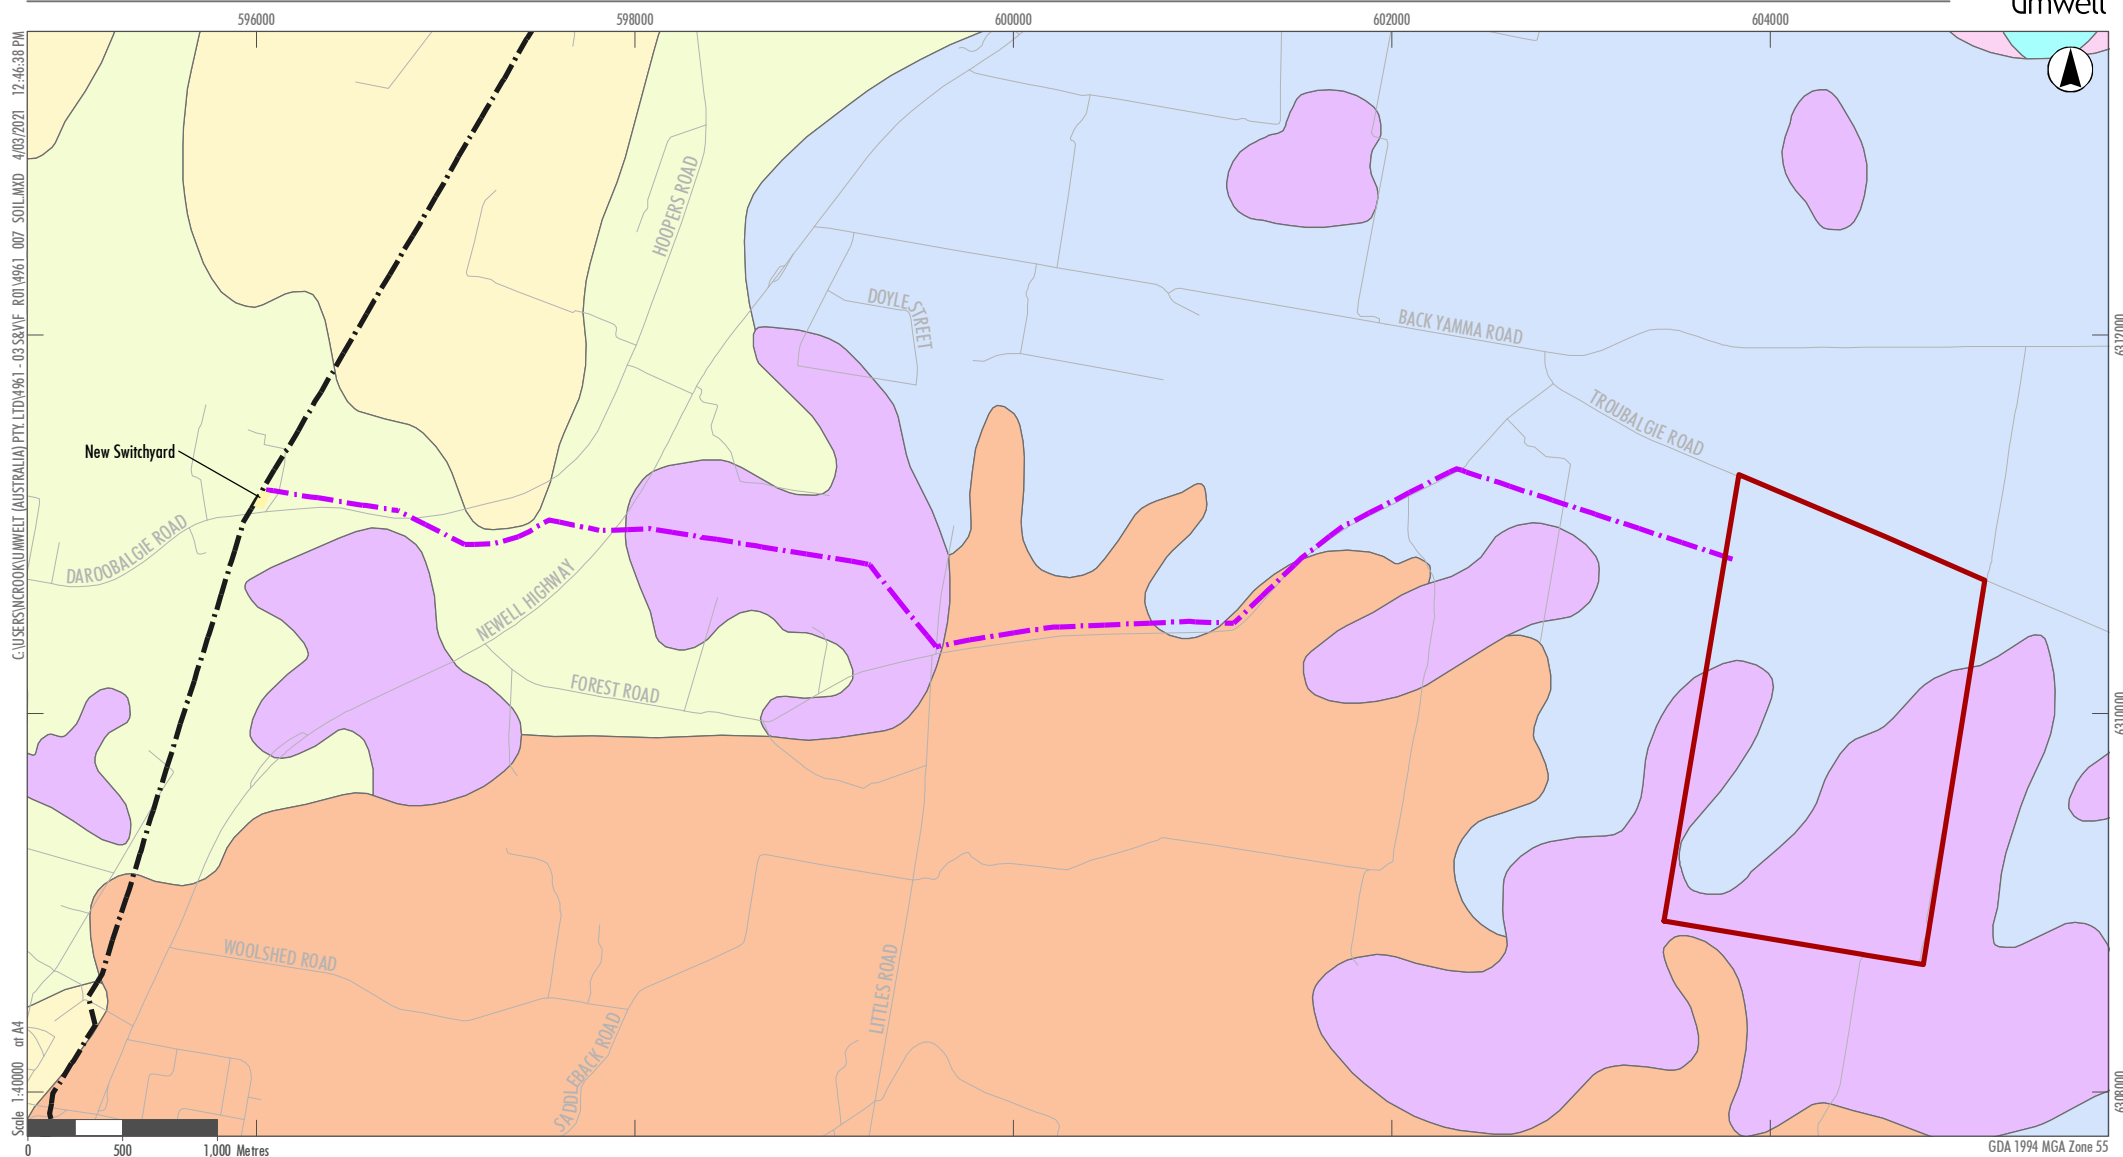 umwell
596000 598000 600000 602000 604000
C:\USERS\NCROOK\UMWELT (AUSTRALIA) PTY. LTD\4961 - 03 S&V\F R01\4961 007 SOIL.MXD 4/03/2021 12:46:38 PM
Scale 1:40000 at A4
HOOPERS ROAD
DOYLE STREET
BACK YAMMA ROAD
6312000
TROUBALGIE ROAD
New Switchyard
DAROOBALGIE ROAD
NEWELL HIGHWAY
FOREST ROAD
6310000
WOOLSHED ROAD
LITTLES ROAD
SADDLEBACK ROAD
6308000
0 500 1,000 Metres
GDA 1994 MGA Zone 55